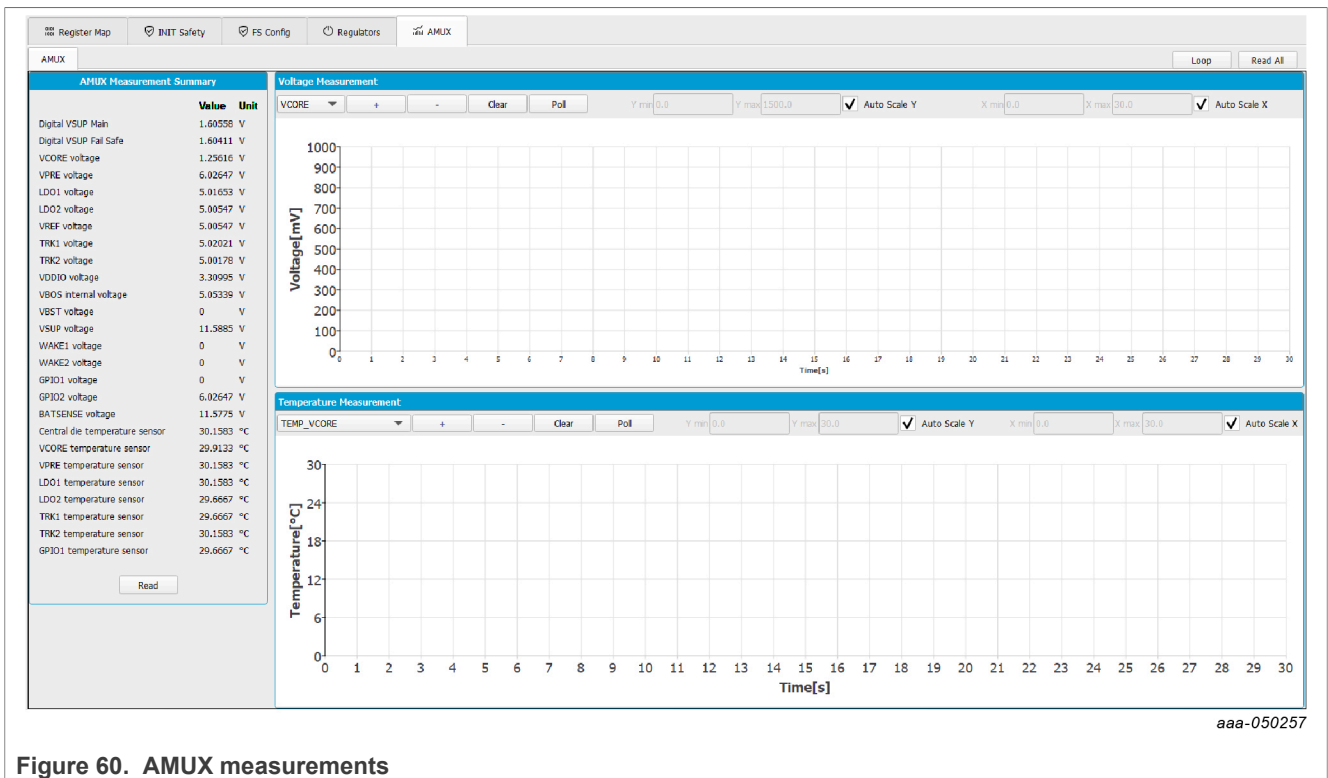 Register Map INIT Safety FS Config Regulators AMUX
AMUX Loop Read All
AMUX Measurement Summary
Value Unit
Digital VSUP Main 1.60558 V
Digital VSUP Fail Safe 1.60411 V
VCORE voltage 1.25616 V
VPRE voltage 6.02647 V
LDO1 voltage 5.01653 V
LDO2 voltage 5.00547 V
VREF voltage 5.00547 V
TRK1 voltage 5.02021 V
TRK2 voltage 5.00178 V
VDDIO voltage 3.30995 V
VBOS internal voltage 5.05339 V
VBST voltage 0 V
VSUP voltage 11.5885 V
WAKE1 voltage 0 V
WAKE2 voltage 0 V
GPIO1 voltage 0 V
GPIO2 voltage 6.02647 V
BATSENSE voltage 11.5775 V
Central die temperature sensor 30.1583 °C
VCORE temperature sensor 29.9133 °C
VPRE temperature sensor 30.1583 °C
LDO1 temperature sensor 30.1583 °C
LDO2 temperature sensor 29.6667 °C
TRK1 temperature sensor 29.6667 °C
TRK2 temperature sensor 30.1583 °C
GPIO1 temperature sensor 29.6667 °C
Read
Voltage Measurement
VCORE + - Clear Poll Y min 0.0 Y max 1500.0 Auto Scale Y X min 0.0 X max 30.0 Auto Scale X
Voltage[mV]
1000
900
800
700
600
500
400
300
200
100
0
0 1 2 3 4 5 6 7 8 9 10 11 12 13 14 15 16 17 18 19 20 21 22 23 24 25 26 27 28 29 30
Time[s]
Temperature Measurement
TEMP_VCORE + - Clear Poll Y min 0.0 Y max 30.0 Auto Scale Y X min 0.0 X max 30.0 Auto Scale X
Temperature[°C]
30
24
18
12
6
0
0 1 2 3 4 5 6 7 8 9 10 11 12 13 14 15 16 17 18 19 20 21 22 23 24 25 26 27 28 29 30
Time[s]
aaa-050257
Figure 60. AMUX measurements